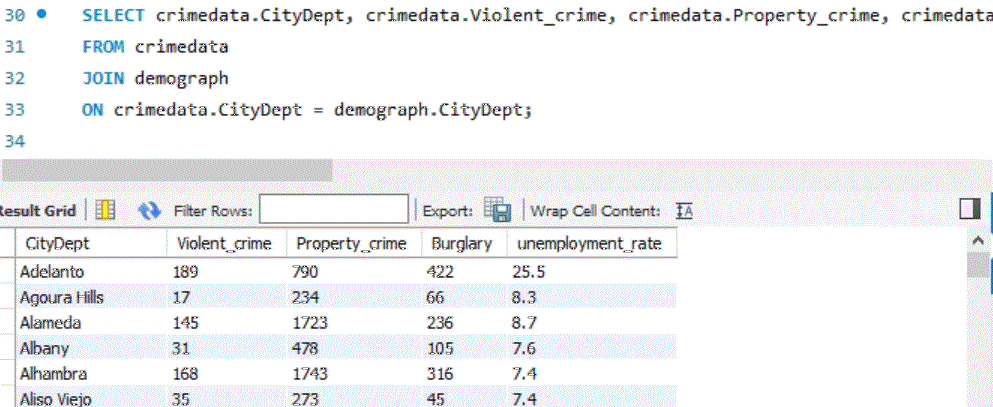 30 SELECT crimedata.CityDept, crimedata.Violent_crime, crimedata.Property_crime, crimedata
31 FROM crimedata
32 JOIN demograph
33 ON crimedata.CityDept = demograph.CityDept;
34
Result Grid Filter Rows: Export: Wrap Cell Content: IA
CityDept Violent_crime Property_crime Burglary unemployment_rate
Adelanto 189 790 422 25.5
Agoura Hills 17 234 66 8.3
Alameda 145 1723 236 8.7
Albany 31 478 105 7.6
Alhambra 168 1743 316 7.4
Aliso Viejo 35 273 45 7.4